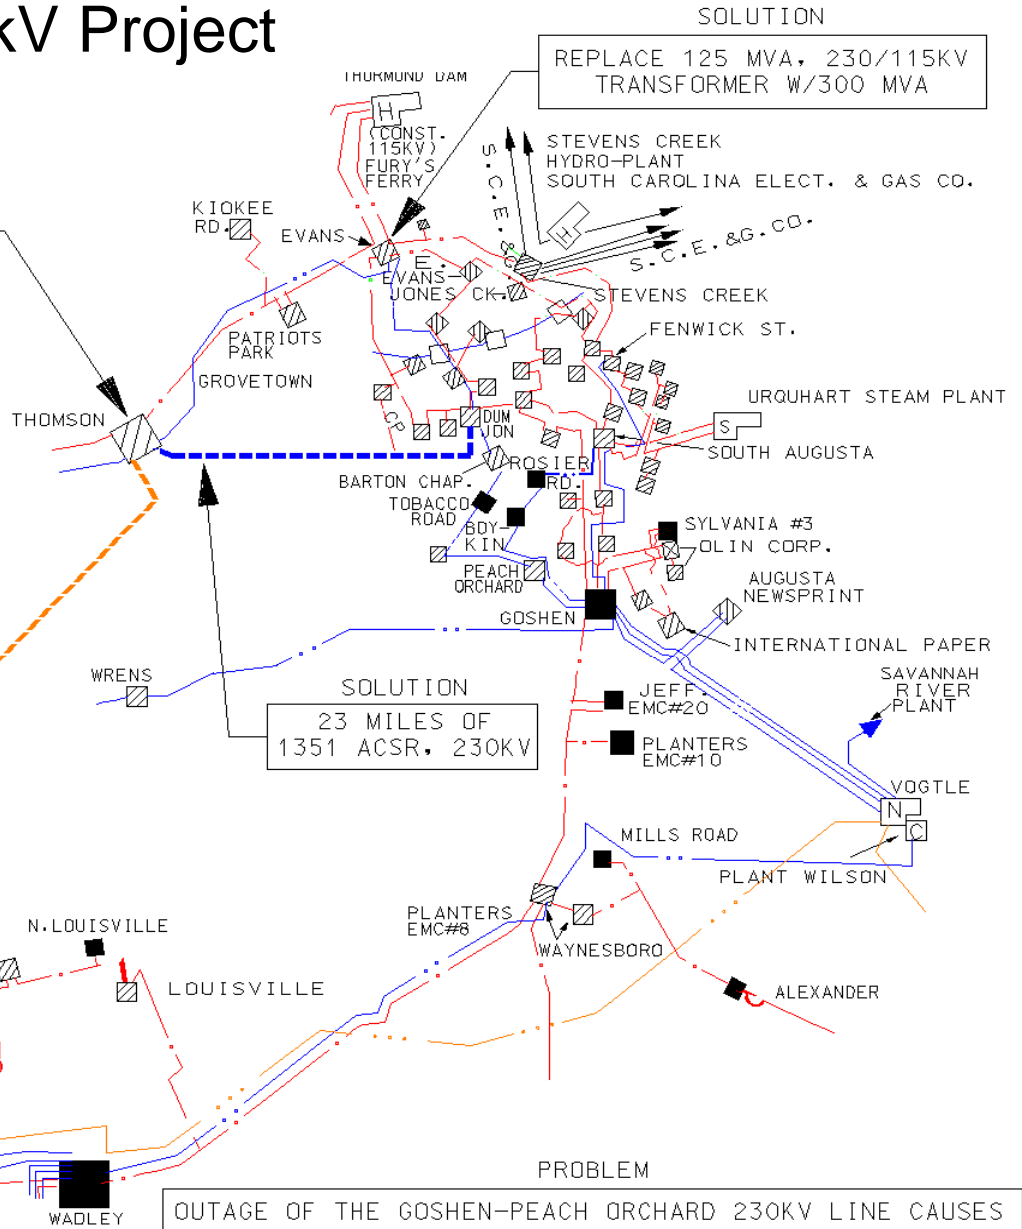 kV Project
SOLUTION
REPLACE 125 MVA, 230/115KV
TRANSFORMER W/300 MVA
THURMOND DAM
H
(CONST.
115KV)
FURY'S
FERRY
S.C.E.&G
STEVENS CREEK
HYDRO-PLANT
SOUTH CAROLINA ELECT. & GAS CO.
H
S.C.E.&G.CO.
KIOKEE
RD.
EVANS
E.
EVANS-
JONES CK.
STEVENS CREEK
FENWICK ST.
PATRIOTS
PARK
GROVETOWN
URQUHART STEAM PLANT
S
THOMSON
CP
DUM
JON
SOUTH AUGUSTA
BARTON CHAP.
ROSIER
RD.
TOBACCO
ROAD
BOY-
KIN
SYLVANIA #3
OLIN CORP.
PEACH
ORCHARD
AUGUSTA
NEWSPRINT
GOSHEN
INTERNATIONAL PAPER
WRENS
SAVANNAH
RIVER
PLANT
SOLUTION
23 MILES OF
1351 ACSR, 230KV
JEFF.
EMC#20
PLANTERS
EMC#10
VOGTLE
N
C
MILLS ROAD
PLANT WILSON
PLANTERS
EMC#8
WAYNESBORO
N.LOUISVILLE
LOUISVILLE
ALEXANDER
PROBLEM
OUTAGE OF THE GOSHEN-PEACH ORCHARD 230KV LINE CAUSES
WADLEY